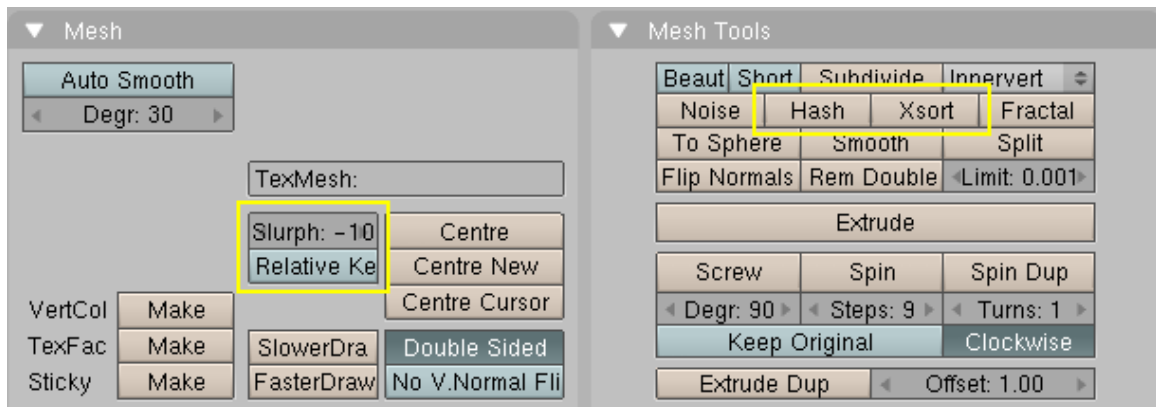 Mesh
Auto Smooth
Degr: 30
TexMesh:
Slurph: -100
Centre
Relative Ke
Centre New
Centre Cursor
VertCol Make
TexFac Make
SlowerDra
Double Sided
Sticky Make
FasterDraw
No V.Normal Fli
Mesh Tools
Beaut Short Subdivide Innervert
Noise Hash Xsort Fractal
To Sphere Smooth Split
Flip Normals Rem Double Limit: 0.001
Extrude
Screw Spin Spin Dup
Degr: 90 Steps: 9 Turns: 1
Keep Original Clockwise
Extrude Dup Offset: 1.00